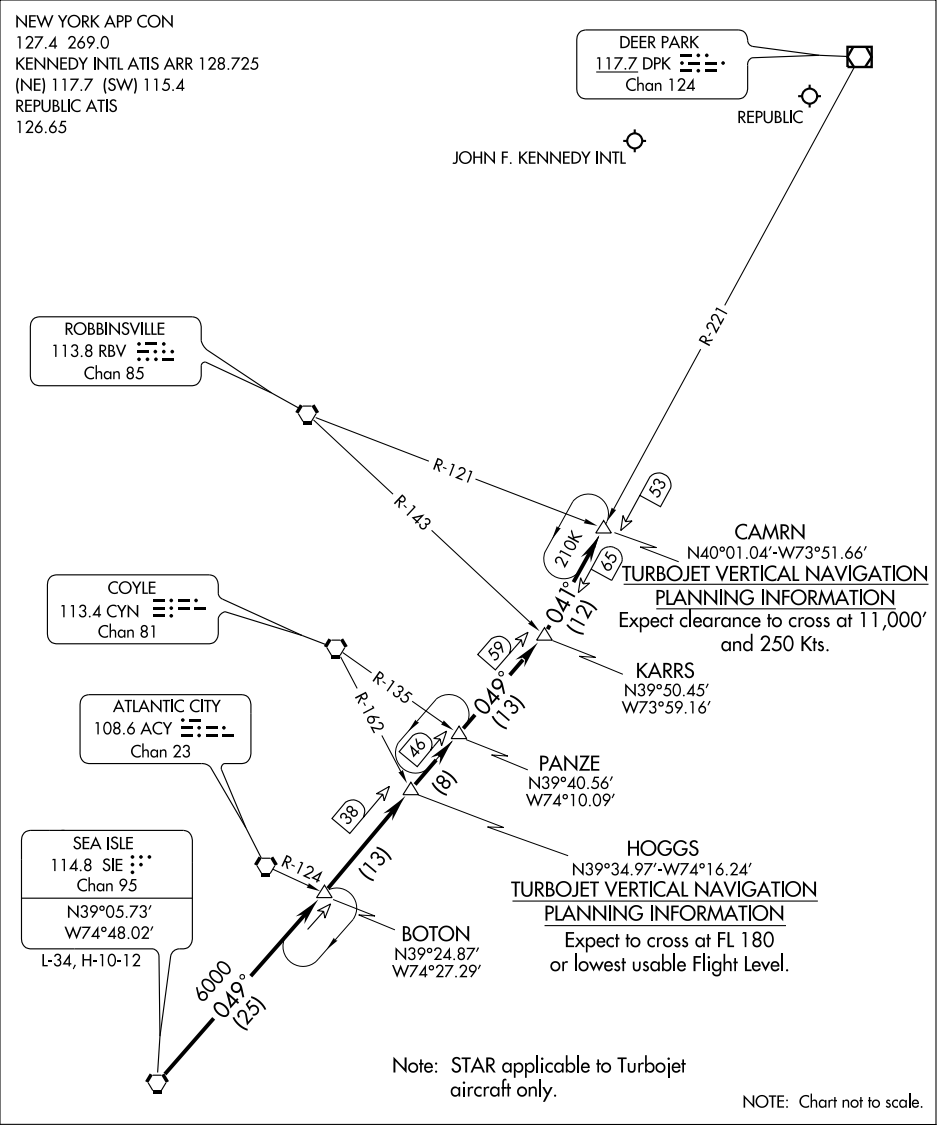 NEW YORK APP CON
127.4 269.0
KENNEDY INTL ATIS ARR 128.725
(NE) 117.7 (SW) 115.4
REPUBLIC ATIS
126.65
DEER PARK
117.7 DPK
Chan 124
REPUBLIC
JOHN F. KENNEDY INTL
R-221
ROBBINSVILLE
113.8 RBV
Chan 85
R-121
R-143
53
210K
65
CAMRN
N40°01.04'-W73°51.66'
TURBOJET VERTICAL NAVIGATION
PLANNING INFORMATION
Expect clearance to cross at 11,000'
and 250 Kts.
041°
(12)
COYLE
113.4 CYN
Chan 81
R-135
R-162
59
KARRS
N39°50.45'
W73°59.16'
049°
(13)
ATLANTIC CITY
108.6 ACY
Chan 23
46
PANZE
N39°40.56'
W74°10.09'
(8)
38
HOGGS
N39°34.97'-W74°16.24'
TURBOJET VERTICAL NAVIGATION
PLANNING INFORMATION
Expect to cross at FL 180
or lowest usable Flight Level.
(13)
R-124
SEA ISLE
114.8 SIE
Chan 95
N39°05.73'
W74°48.02'
L-34, H-10-12
BOTON
N39°24.87'
W74°27.29'
6000
049°
(25)
Note: STAR applicable to Turbojet
aircraft only.
NOTE: Chart not to scale.